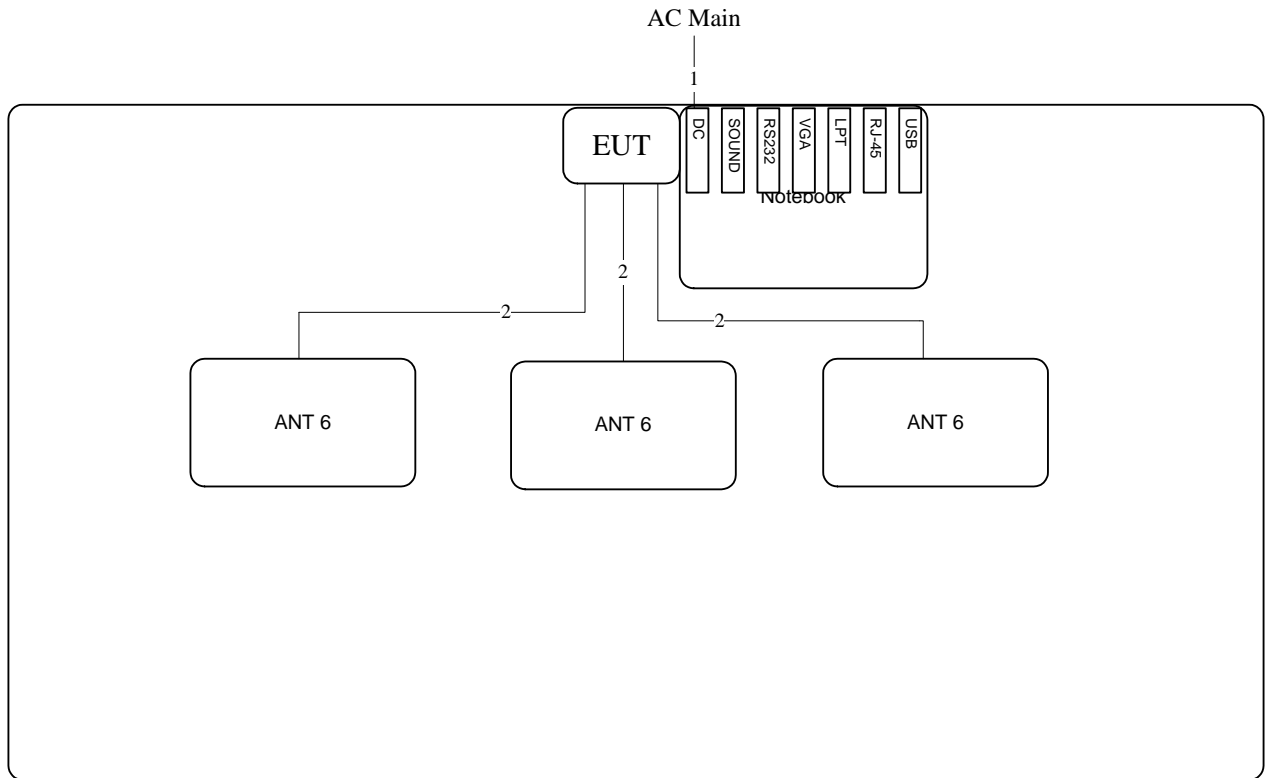 AC Main
1
EUT
DC
SOUND
RS232
VGA
LPT
RJ-45
USB
Notebook
2
2
2
ANT 6
ANT 6
ANT 6